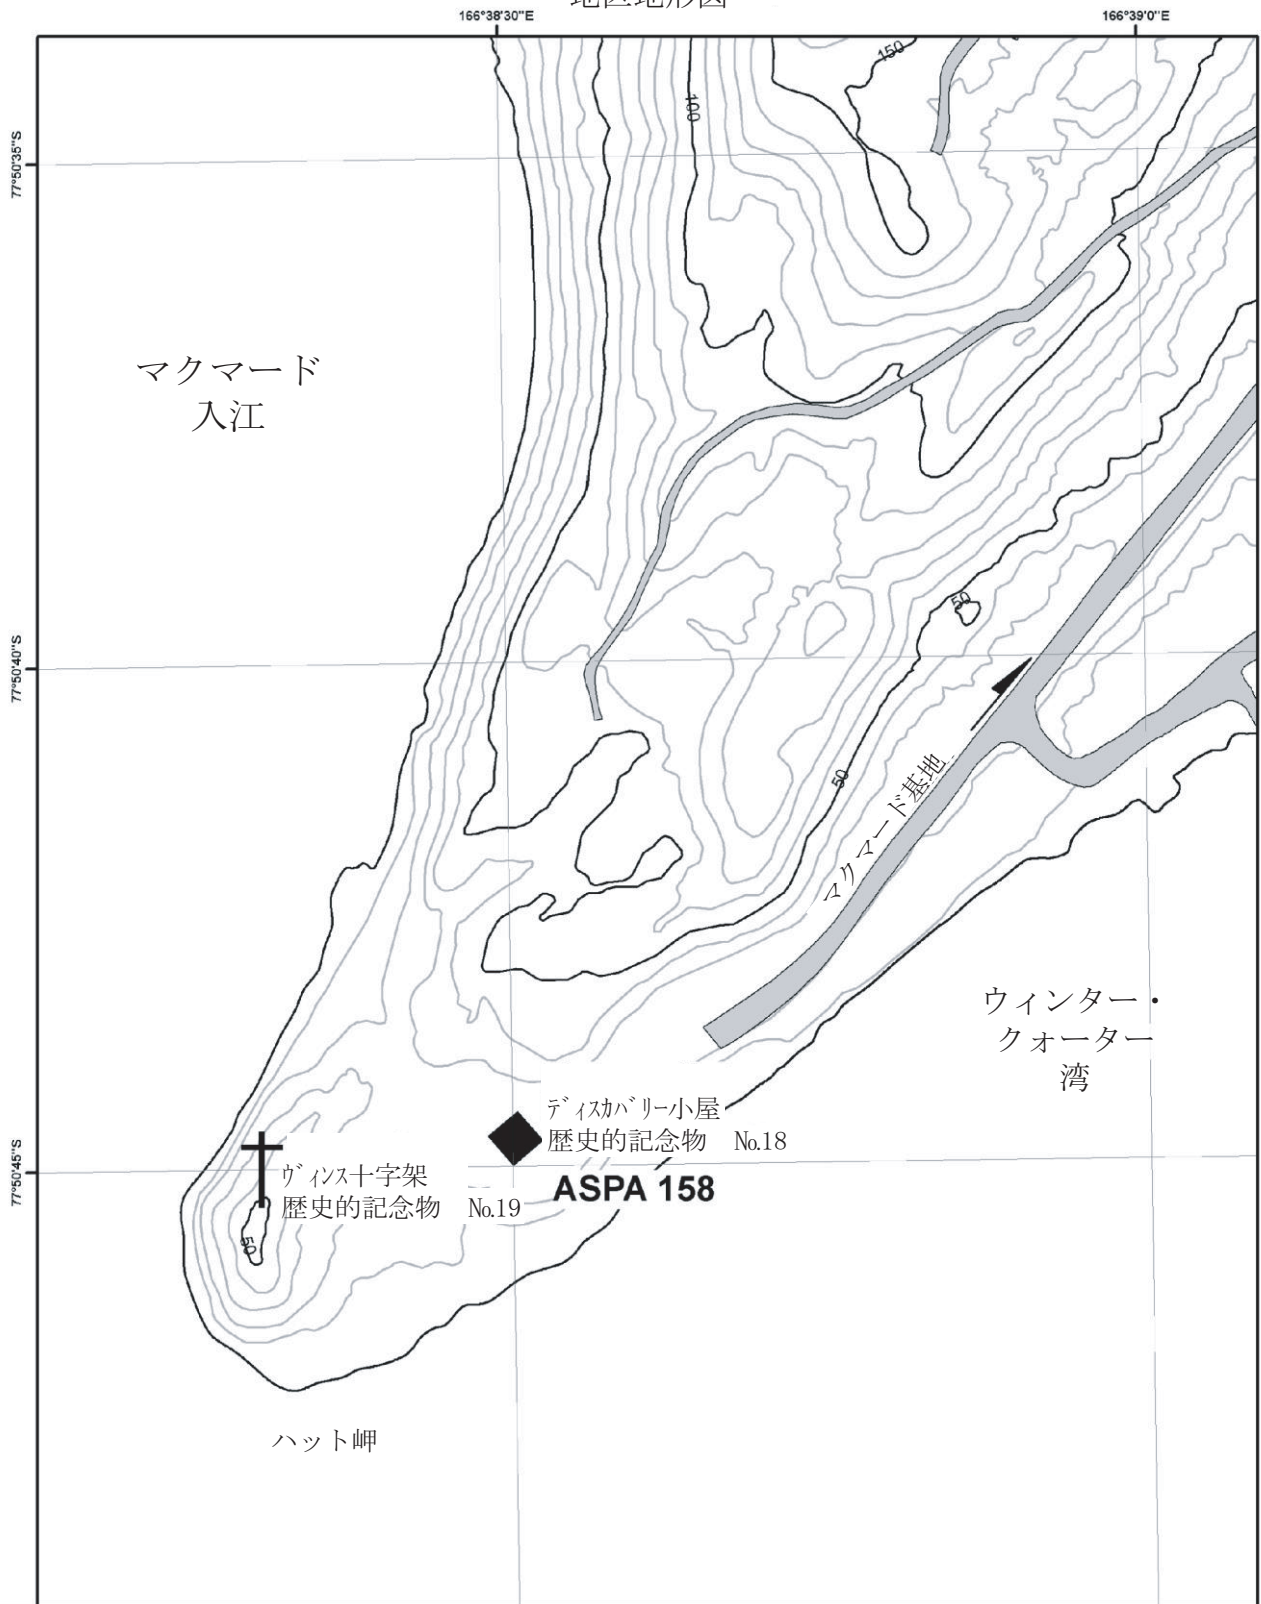 地区地形図
166°38'30"E
166°39'0"E
150
100
77°50'35"S
マクマード
入江
50
77°50'40"S
マクマード基地
50
ウィンター・
クォーター
湾
ディスカバリー小屋
歴史的記念物 No.18
77°50'45"S
ヴィンス十字架
歴史的記念物 No.19
ASPA 158
50
ハット岬